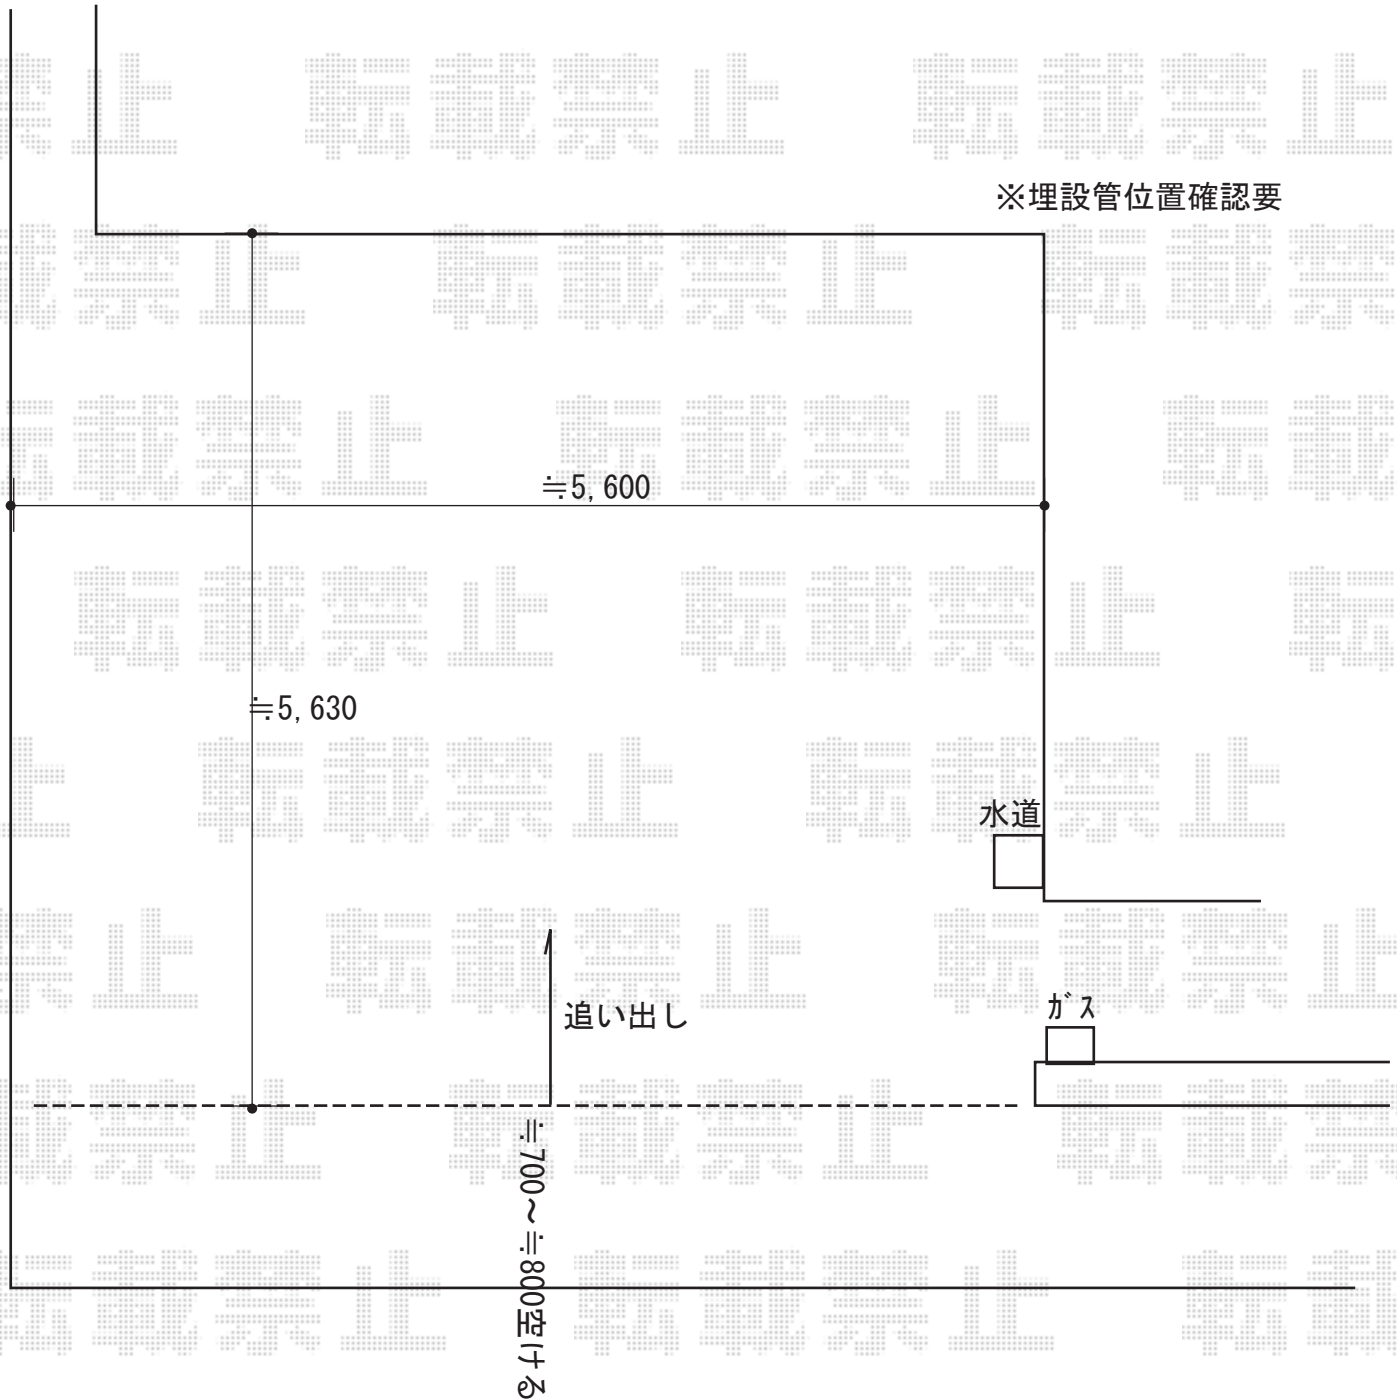 ※埋設管位置確認要
≒5,600
≒5,630
水道
追い出し
ガス
≒700～≒800空ける
転載禁止